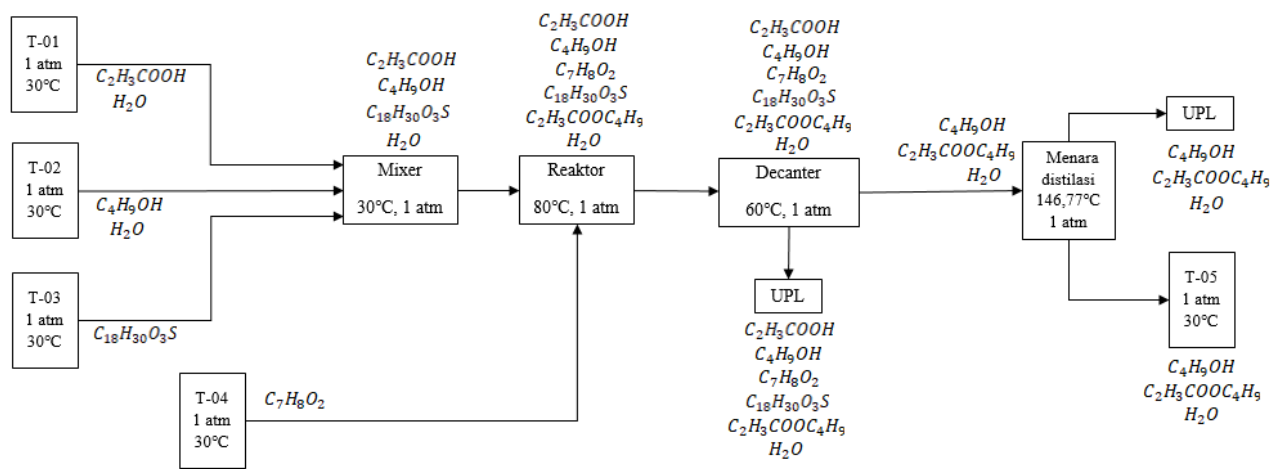 T-01
1 atm
30℃
C₂H₃COOH
H₂O
T-02
1 atm
30℃
C₄H₉OH
H₂O
T-03
1 atm
30℃
C₁₈H₃₀O₃S
T-04
1 atm
30℃
C₇H₈O₂
C₂H₃COOH
C₄H₉OH
C₁₈H₃₀O₃S
H₂O
Mixer
30℃, 1 atm
C₂H₃COOH
C₄H₉OH
C₇H₈O₂
C₁₈H₃₀O₃S
C₂H₃COOC₄H₉
H₂O
Reaktor
80℃, 1 atm
C₂H₃COOH
C₄H₉OH
C₇H₈O₂
C₁₈H₃₀O₃S
C₂H₃COOC₄H₉
H₂O
Decanter
60℃, 1 atm
UPL
C₂H₃COOH
C₄H₉OH
C₇H₈O₂
C₁₈H₃₀O₃S
C₂H₃COOC₄H₉
H₂O
C₄H₉OH
C₂H₃COOC₄H₉
H₂O
Menara
distilasi
146,77℃
1 atm
UPL
C₄H₉OH
C₂H₃COOC₄H₉
H₂O
T-05
1 atm
30℃
C₄H₉OH
C₂H₃COOC₄H₉
H₂O